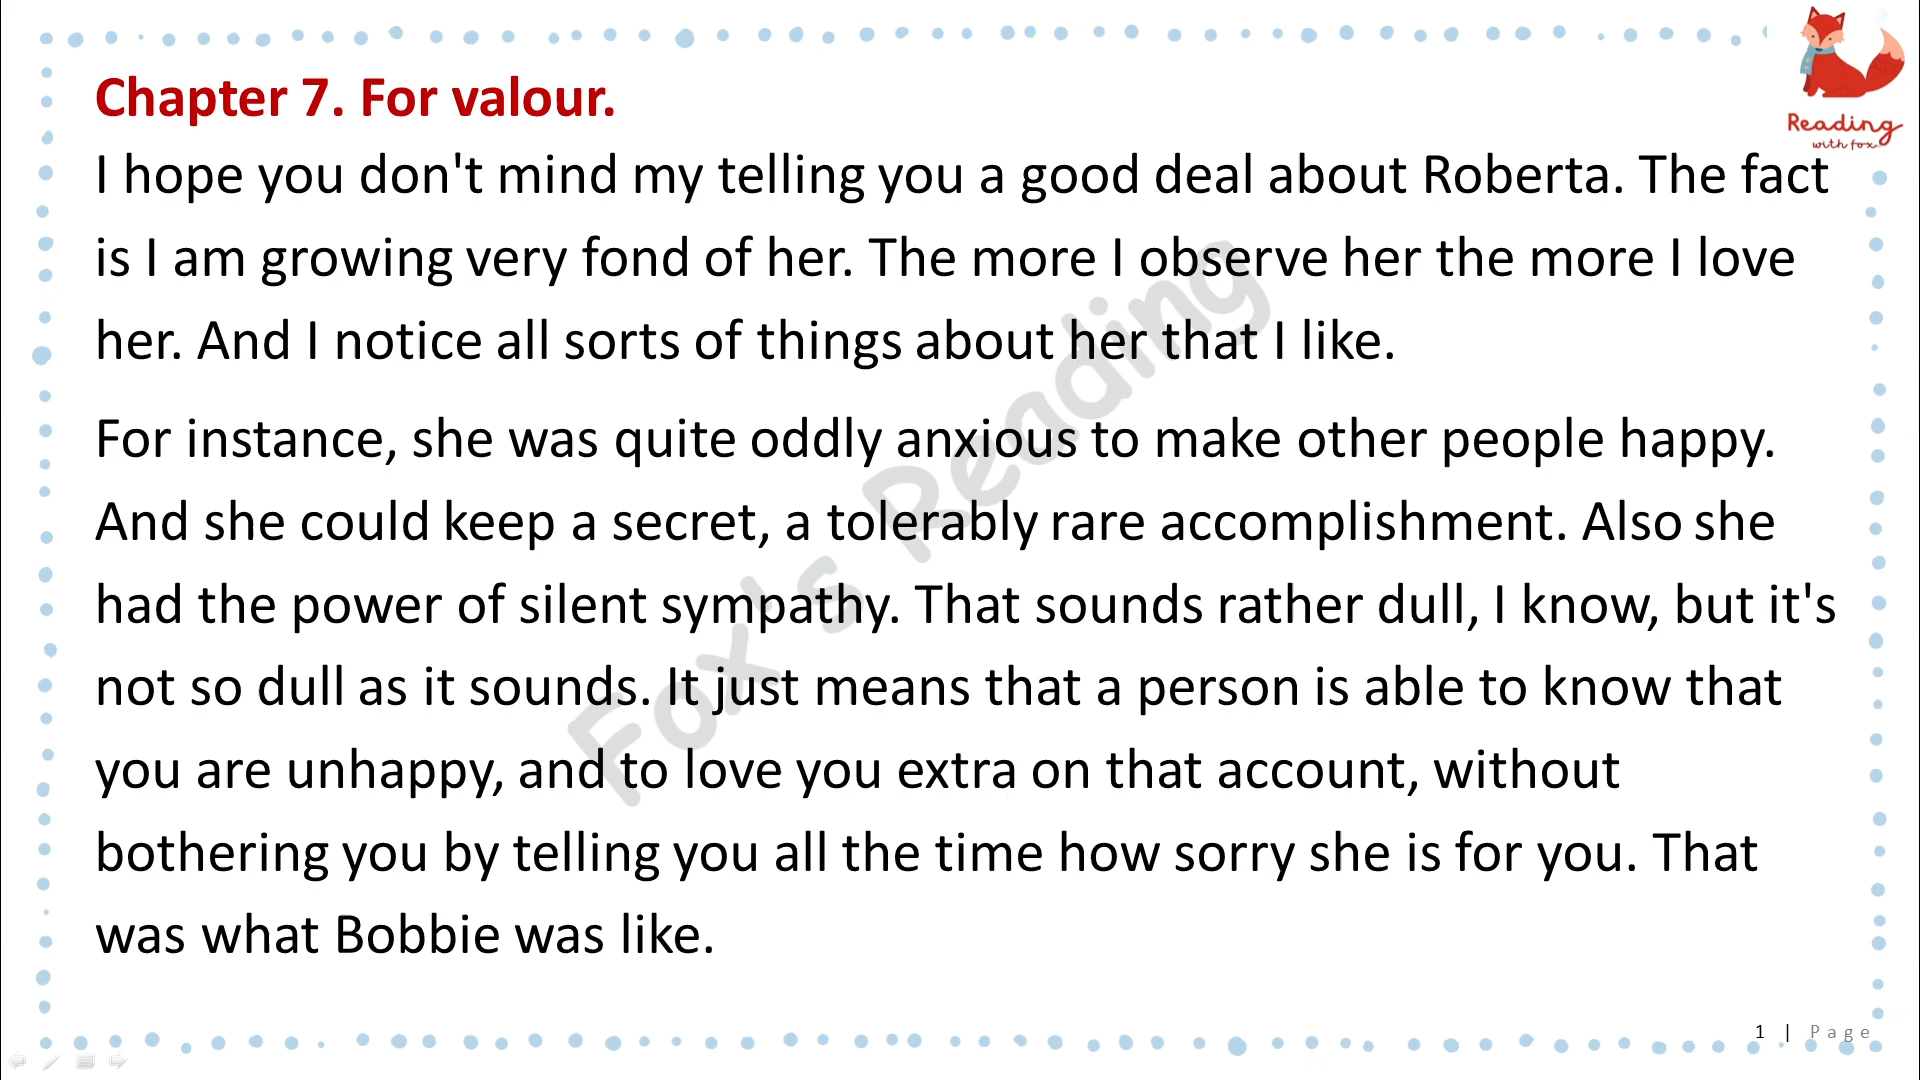 Chapter 7. For valour.
Reading
with fox
I hope you don't mind my telling you a good deal about Roberta. The fact
is I am growing very fond of her. The more I observe her the more I love
her. And I notice all sorts of things about her that I like.
For instance, she was quite oddly anxious to make other people happy.
And she could keep a secret, a tolerably rare accomplishment. Also she
had the power of silent sympathy. That sounds rather dull, I know, but it's
not so dull as it sounds. It just means that a person is able to know that
you are unhappy, and to love you extra on that account, without
bothering you by telling you all the time how sorry she is for you. That
was what Bobbie was like.
Fox's Reading
1 | Page